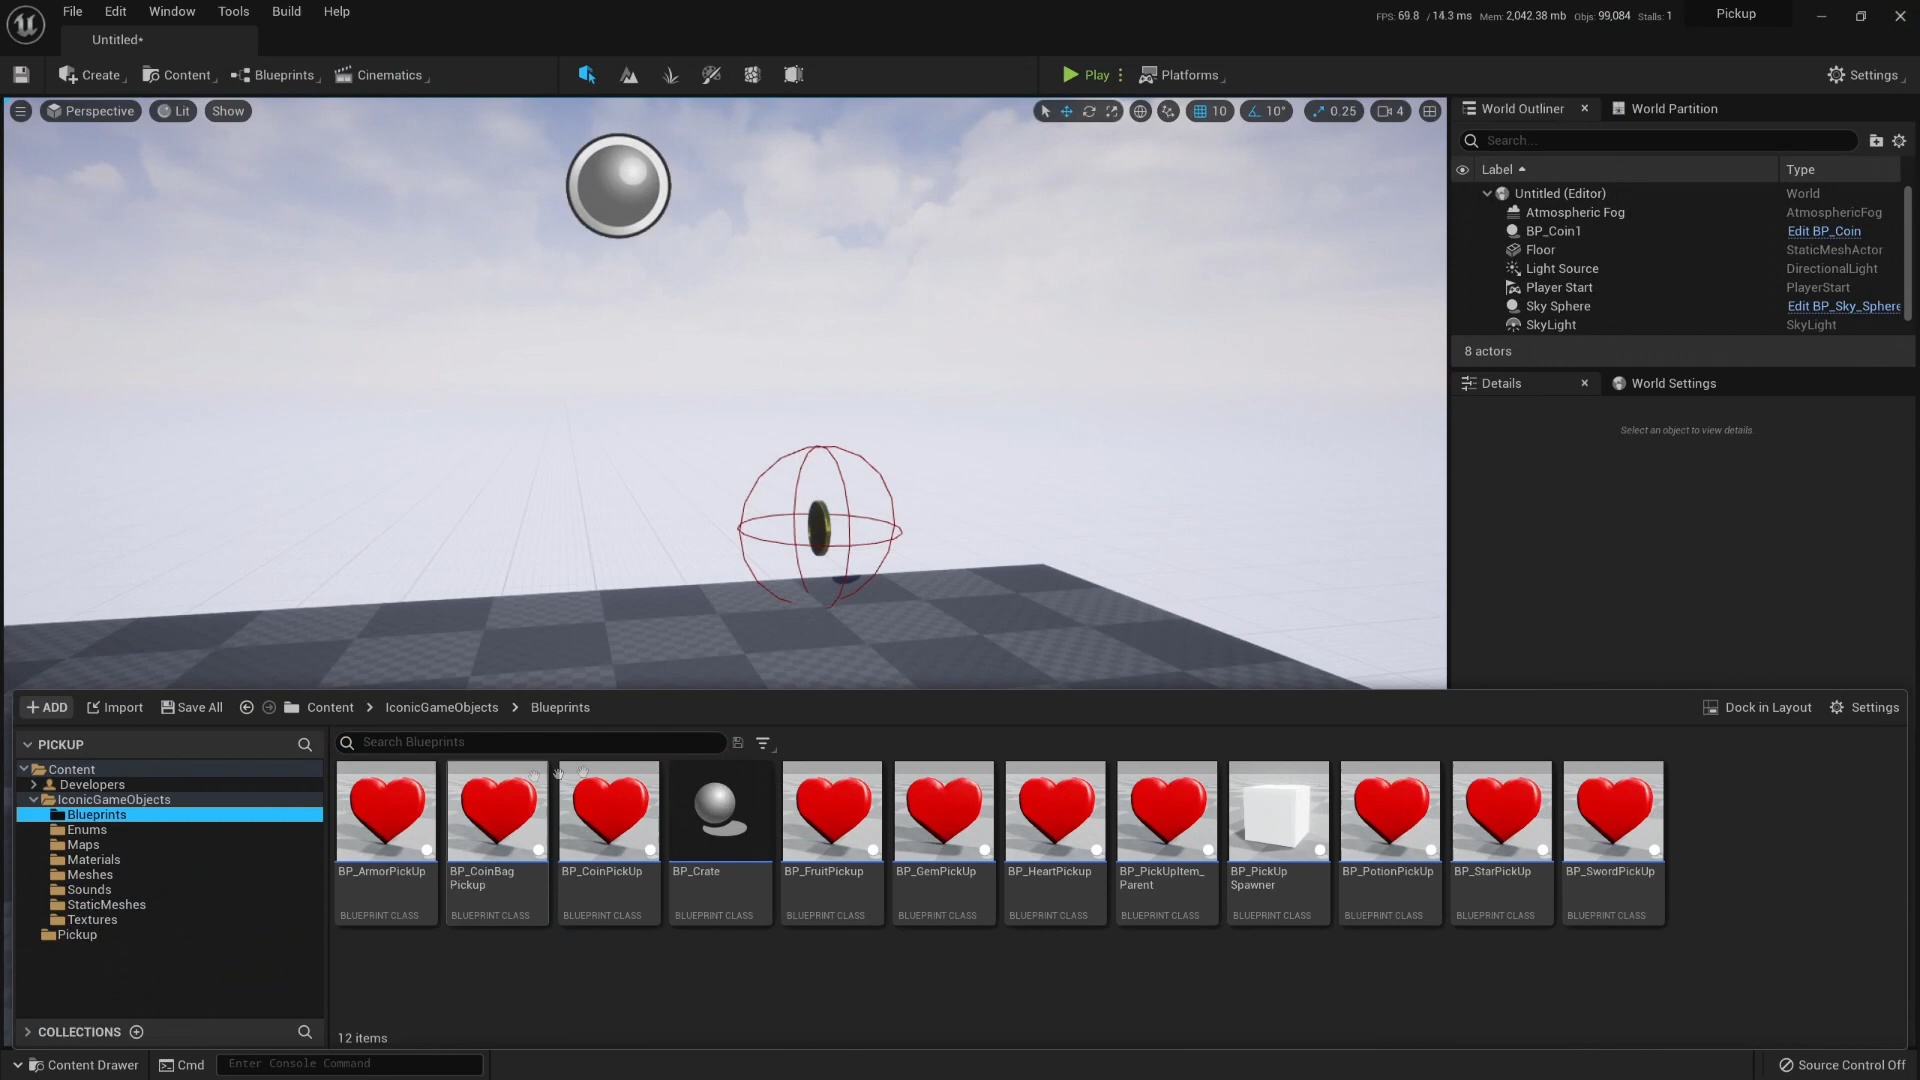 File Edit Window Tools Build Help
FPS: 69.8 / 14.3 ms Mem: 2,042.38 mb Objs: 99,084 Stalls: 1
Pickup
Untitled*
Create Content Blueprints Cinematics
Play Platforms
Settings
Perspective Lit Show
10 10° 0.25 4
World Outliner World Partition
Search...
Label Type
Untitled (Editor) World
Atmospheric Fog AtmosphericFog
BP_Coin1 Edit BP_Coin
Floor StaticMeshActor
Light Source DirectionalLight
Player Start PlayerStart
Sky Sphere Edit BP_Sky_Sphere
SkyLight SkyLight
8 actors
Details World Settings
Select an object to view details.
ADD Import Save All Content IconicGameObjects Blueprints
Dock in Layout Settings
PICKUP
Search Blueprints
Content
Developers
IconicGameObjects
Blueprints
Enums
Maps
Materials
Meshes
Sounds
StaticMeshes
Textures
Pickup
BP_ArmorPickUp
BLUEPRINT CLASS
BP_CoinBag
Pickup
BLUEPRINT CLASS
BP_CoinPickUp
BLUEPRINT CLASS
BP_Crate
BLUEPRINT CLASS
BP_FruitPickup
BLUEPRINT CLASS
BP_GemPickUp
BLUEPRINT CLASS
BP_HeartPickup
BLUEPRINT CLASS
BP_PickUpItem_
Parent
BLUEPRINT CLASS
BP_PickUp
Spawner
BLUEPRINT CLASS
BP_PotionPickUp
BLUEPRINT CLASS
BP_StarPickUp
BLUEPRINT CLASS
BP_SwordPickUp
BLUEPRINT CLASS
COLLECTIONS
12 items
Content Drawer Cmd Enter Console Command
Source Control Off